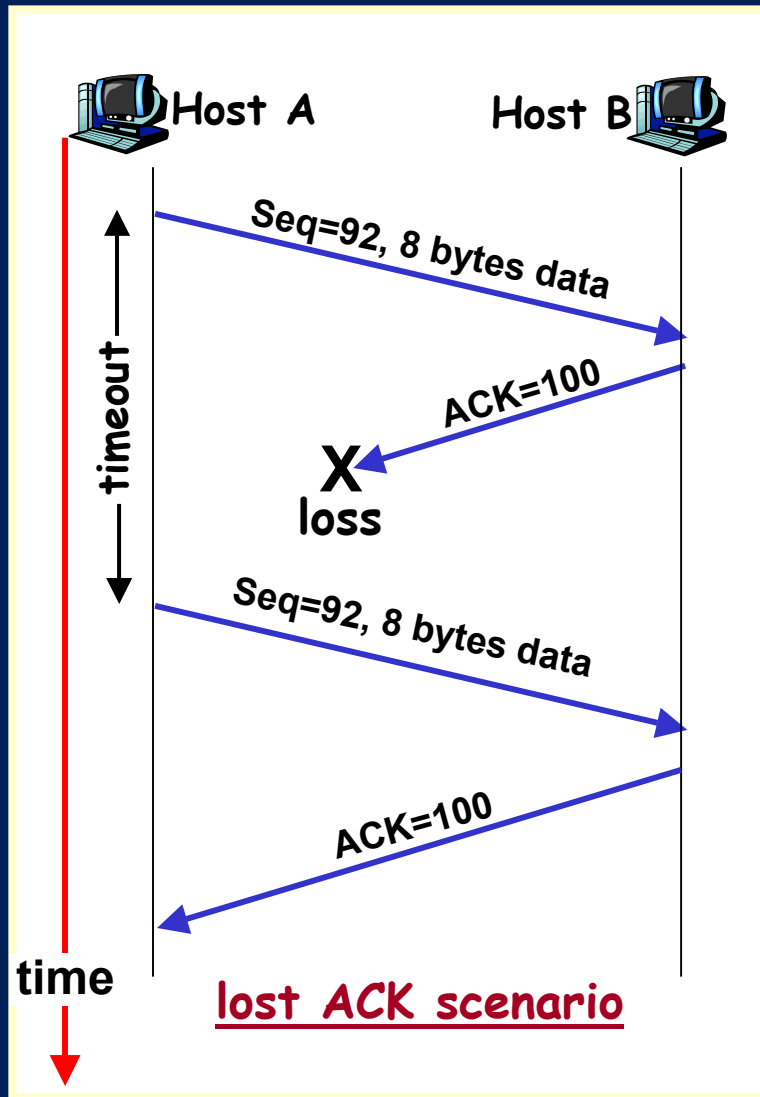 Host A
Host B
Seq=92, 8 bytes data
timeout
ACK=100
X
loss
Seq=92, 8 bytes data
ACK=100
time
lost ACK scenario